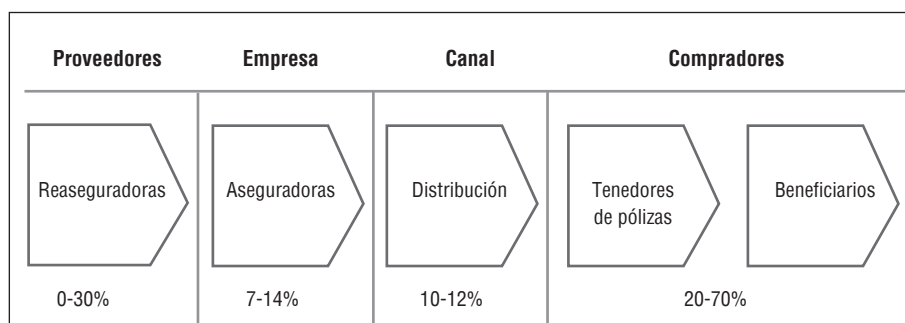 Proveedores
Empresa
Canal
Compradores
Reaseguradoras
Aseguradoras
Distribución
Tenedores
de pólizas
Beneficiarios
0-30%
7-14%
10-12%
20-70%